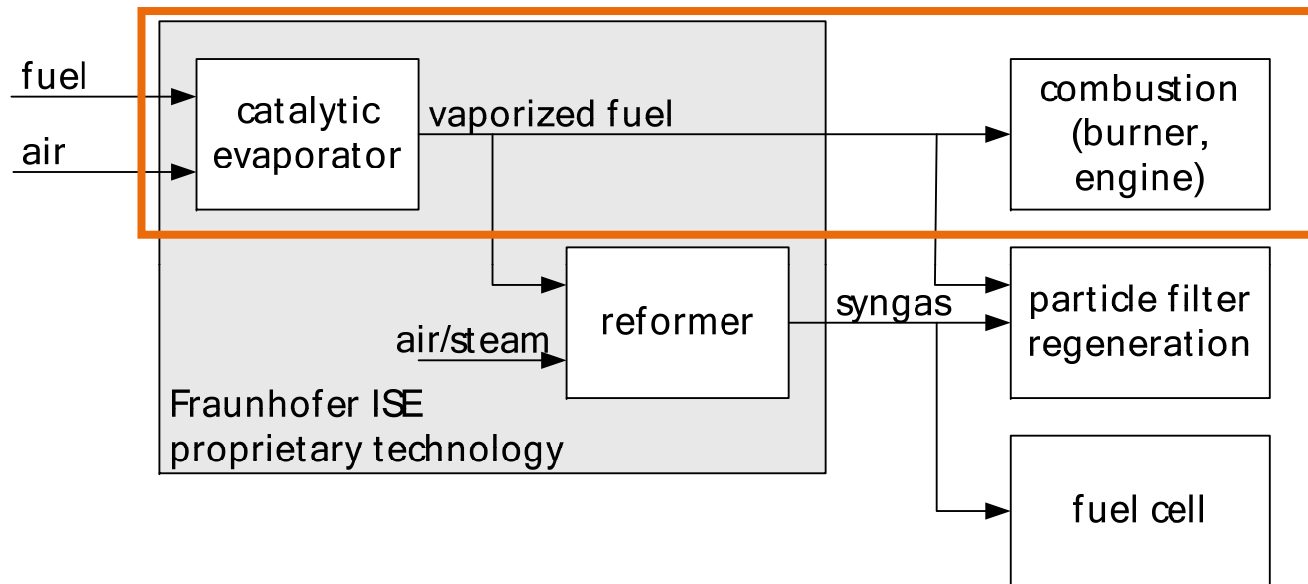 fuel
air
catalytic
evaporator
vaporized fuel
combustion
(burner,
engine)
air/steam
reformer
syngas
particle filter
regeneration
Fraunhofer ISE
proprietary technology
fuel cell